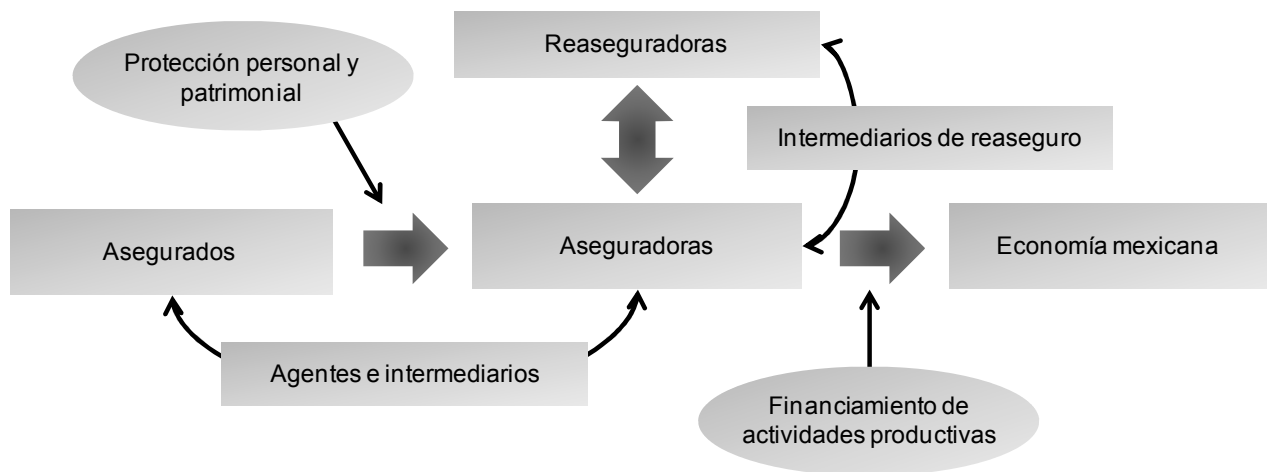 Reaseguradoras
Protección personal y
patrimonial
Intermediarios de reaseguro
Asegurados
Aseguradoras
Economía mexicana
Agentes e intermediarios
Financiamiento de
actividades productivas